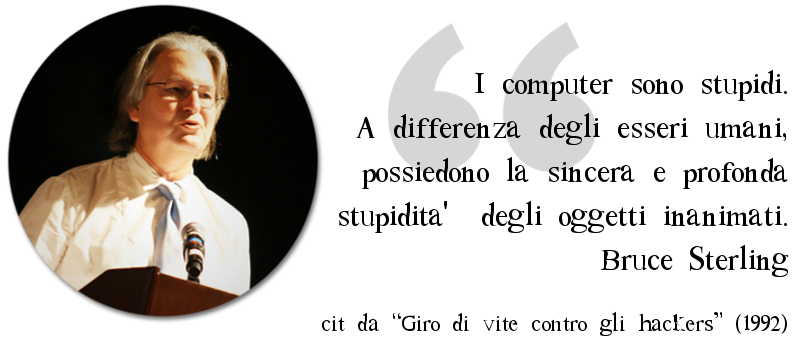 I computer sono stupidi.
A differenza degli esseri umani,
possiedono la sincera e profonda
stupidita' degli oggetti inanimati.
Bruce Sterling
cit da “Giro di vite contro gli hackers” (1992)